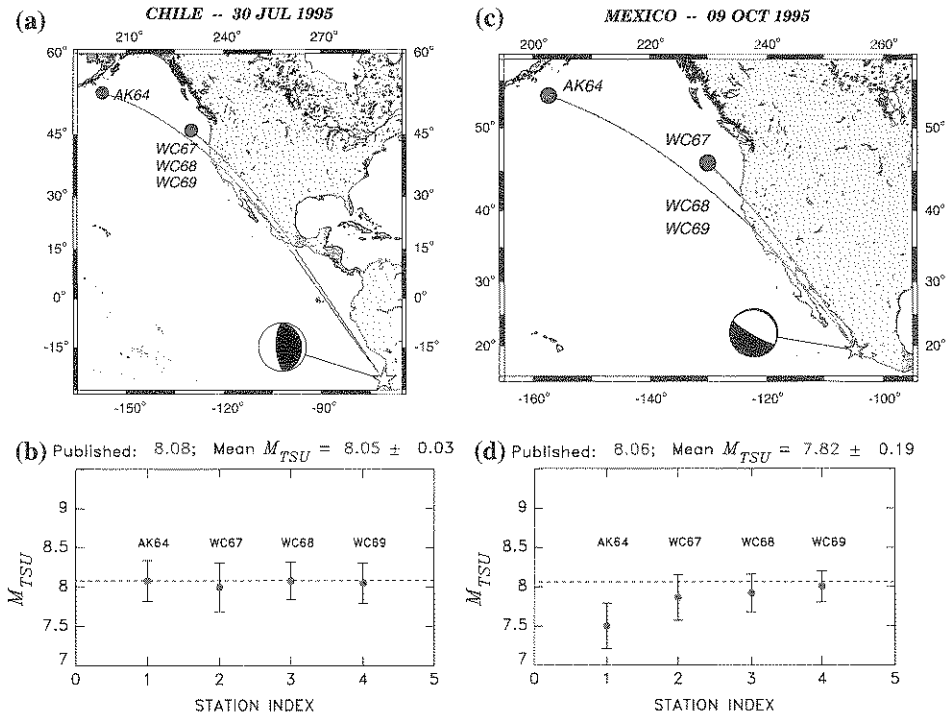 (a) CHILE -- 30 JUL 1995
210° 240° 270°
60° 60°
AK64
45° 45°
WC67
WC68
WC69
30° 30°
15° 15°
0° 0°
-15° -15°
-150° -120° -90°
(c) MEXICO -- 09 OCT 1995
200° 220° 240° 260°
AK64
50° 50°
WC67
40° 40°
WC68
WC69
30° 30°
20° 20°
-160° -140° -120° -100°
(b) Published: 8.08; Mean M_TSU = 8.05 ± 0.03
9
8.5
8
7.5
7
M_TSU
AK64 WC67 WC68 WC69
0 1 2 3 4 5
STATION INDEX
(d) Published: 8.06; Mean M_TSU = 7.82 ± 0.19
9
8.5
8
7.5
7
M_TSU
AK64 WC67 WC68 WC69
0 1 2 3 4 5
STATION INDEX